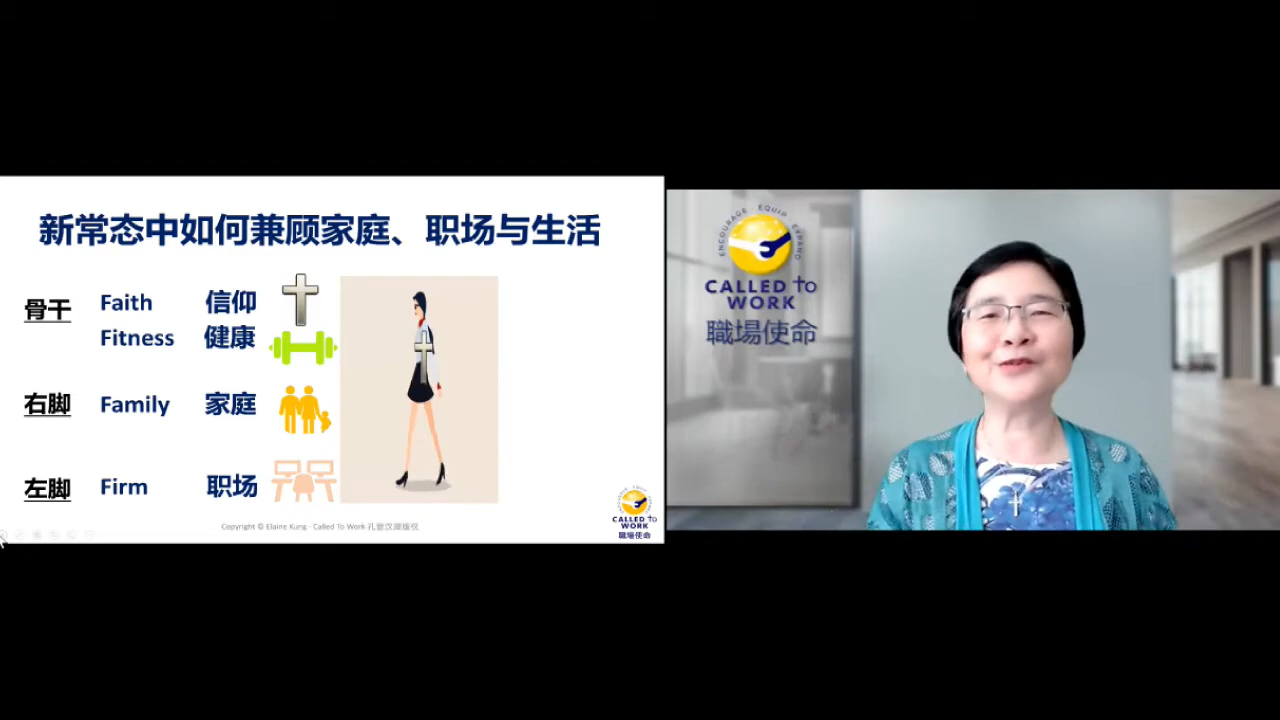 新常态中如何兼顾家庭、职场与生活
骨干 Faith 信仰
Fitness 健康
右脚 Family 家庭
左脚 Firm 职场
Copyright © Elaine Kung - Called To Work 孔誉汉湄版仅
CALLED To
WORK
職場使命
ENCOURAGE EQUIP EXPAND
CALLED To
WORK
職場使命